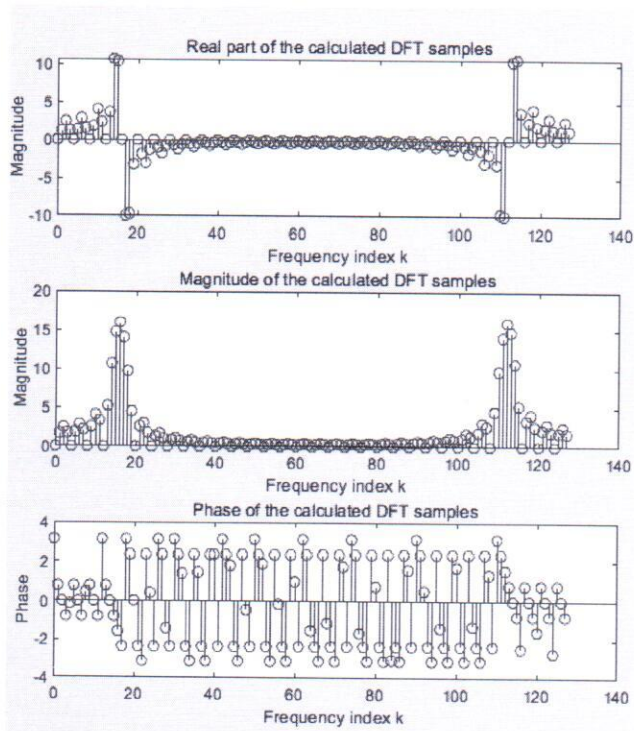 Real part of the calculated DFT samples
10
5
0
-5
-10
Magnitude
0 20 40 60 80 100 120 140
Frequency index k
Magnitude of the calculated DFT samples
20
15
10
5
0
Magnitude
0 20 40 60 80 100 120 140
Frequency index k
Phase of the calculated DFT samples
4
2
0
-2
-4
Phase
0 20 40 60 80 100 120 140
Frequency index k